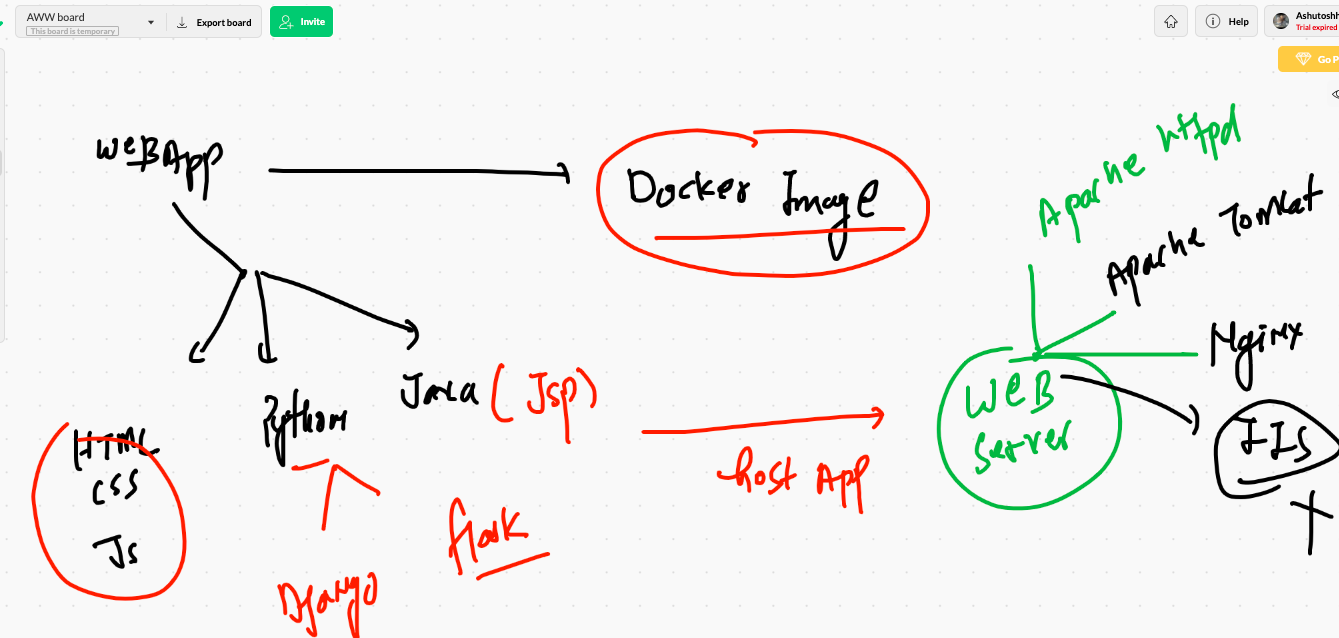 AWW board
This board is temporary
Export board
Invite
Help
Ashutoshh
Trial expired
Go P
WEBApp
Docker Image
Apache httpd
Apache Tomcat
Nginx
WEB
Server
IIS
Java (Jsp)
Python
HTML
CSS
Js
host App
flask
Django